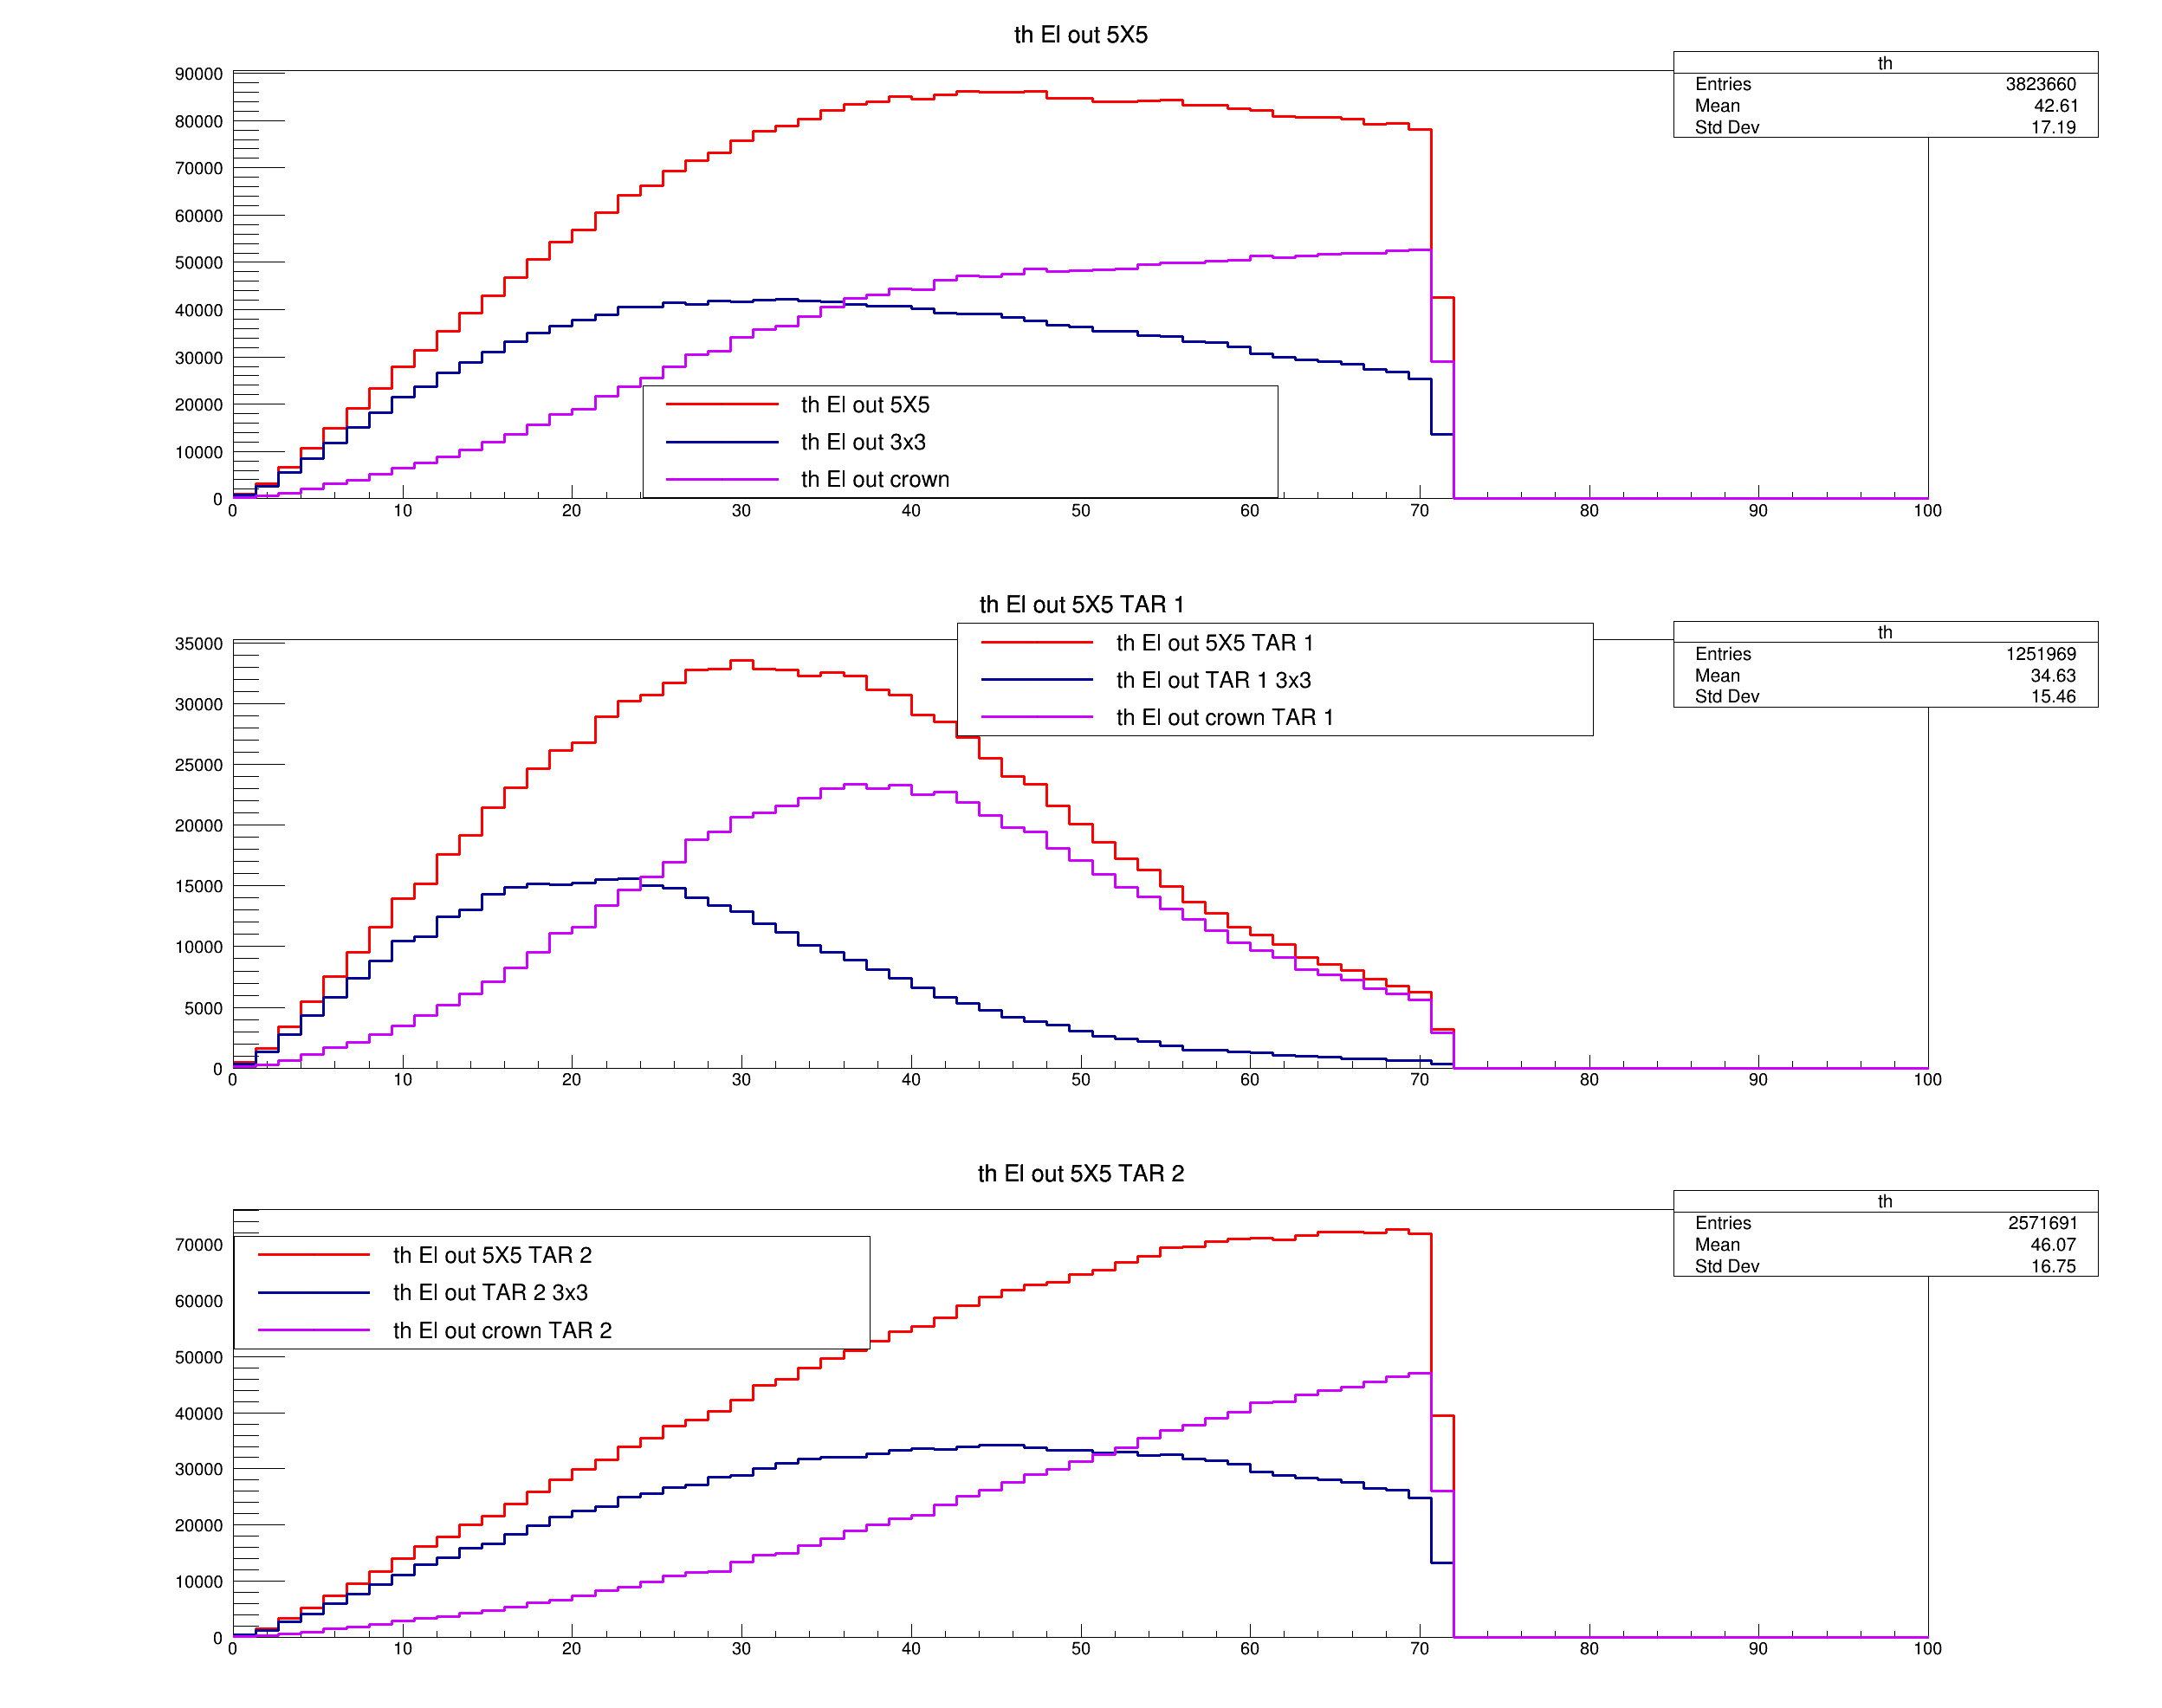 th El out 5X5
th
Entries 3823660
Mean 42.61
Std Dev 17.19
90000
80000
70000
60000
50000
40000
30000
20000
10000
0
th El out 5X5
th El out 3x3
th El out crown
0 10 20 30 40 50 60 70 80 90 100
th El out 5X5 TAR 1
th
Entries 1251969
Mean 34.63
Std Dev 15.46
35000
30000
25000
20000
15000
10000
5000
0
th El out 5X5 TAR 1
th El out TAR 1 3x3
th El out crown TAR 1
0 10 20 30 40 50 60 70 80 90 100
th El out 5X5 TAR 2
th
Entries 2571691
Mean 46.07
Std Dev 16.75
70000
60000
50000
40000
30000
20000
10000
0
th El out 5X5 TAR 2
th El out TAR 2 3x3
th El out crown TAR 2
0 10 20 30 40 50 60 70 80 90 100